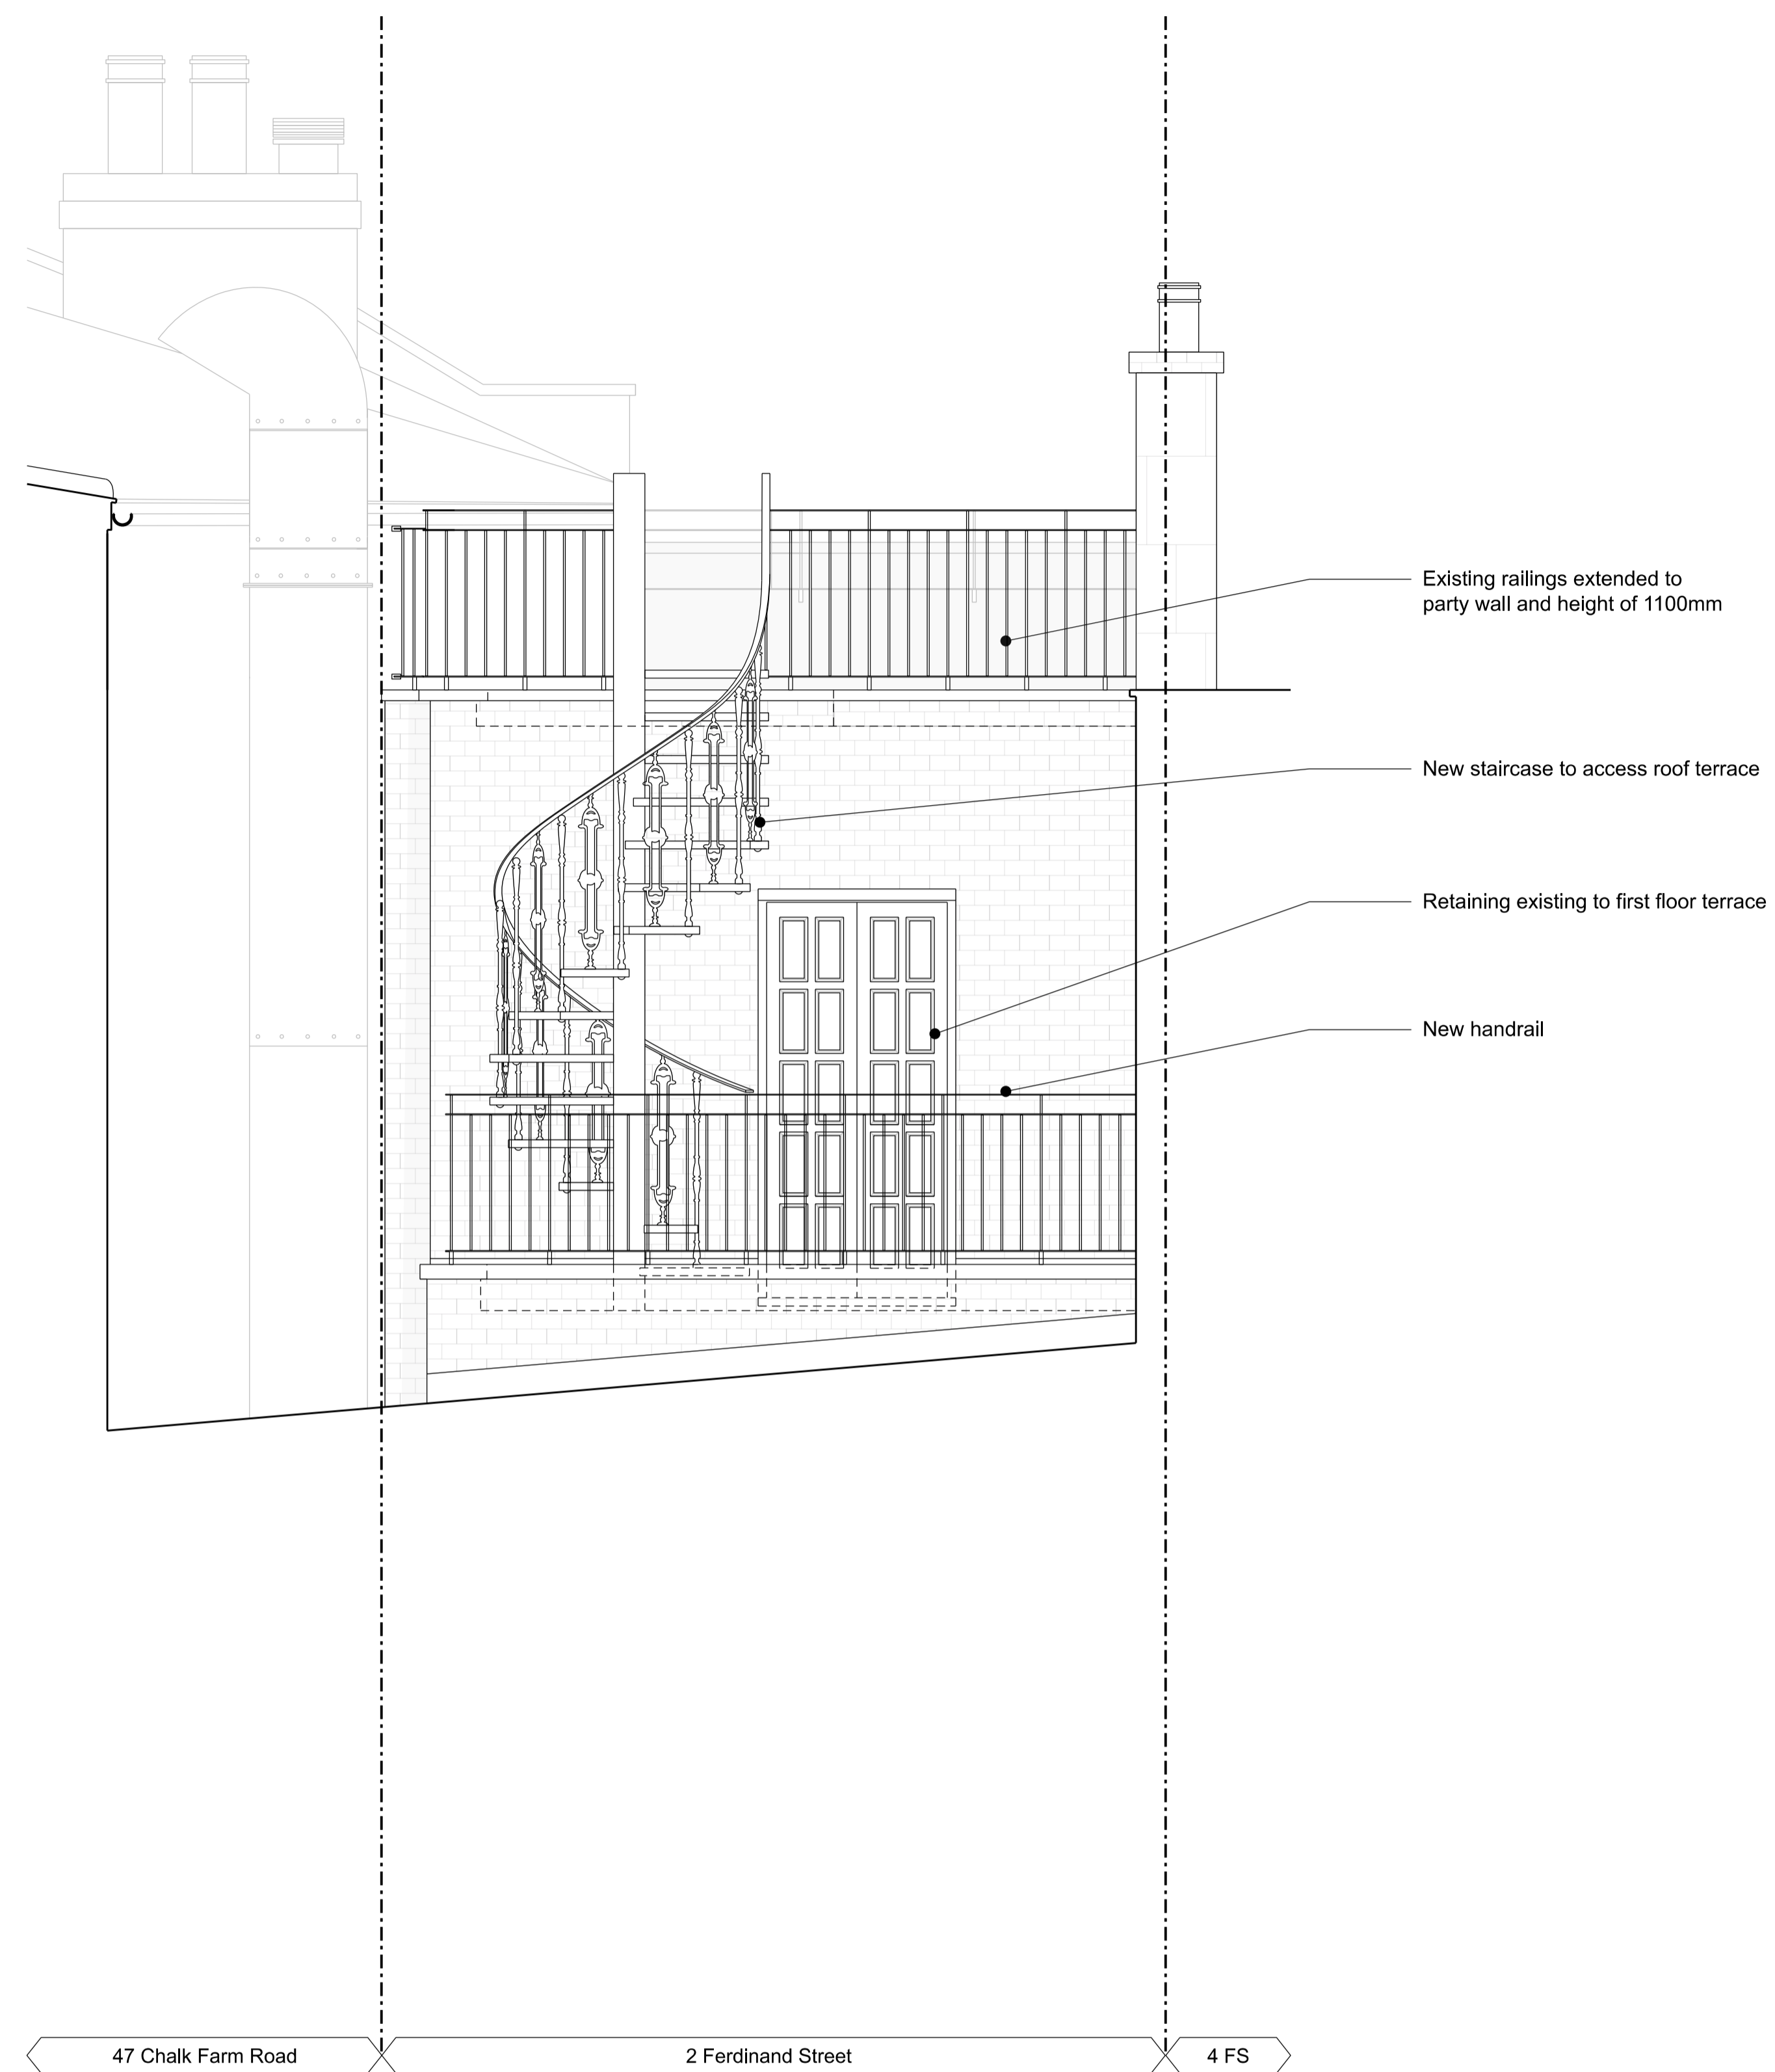 Existing railings extended to
party wall and height of 1100mm
New staircase to access roof terrace
Retaining existing to first floor terrace
New handrail
47 Chalk Farm Road
2 Ferdinand Street
4 FS